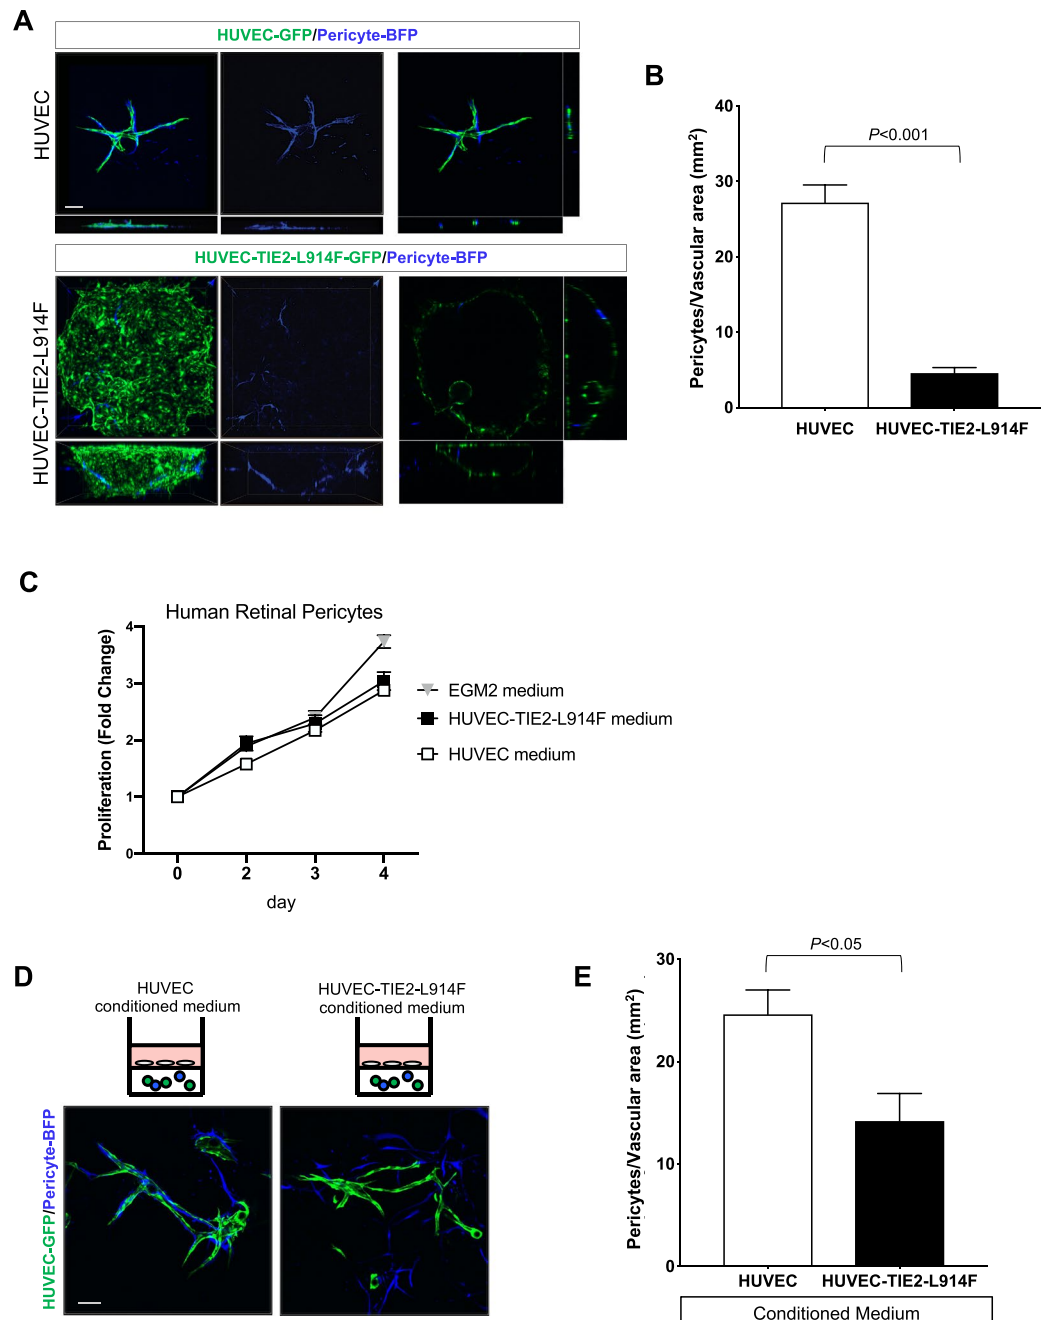 A
HUVEC-GFP/Pericyte-BFP
HUVEC
HUVEC-TIE2-L914F-GFP/Pericyte-BFP
HUVEC-TIE2-L914F
B
Pericytes/Vascular area (mm²)
40
30
20
10
0
P<0.001
HUVEC HUVEC-TIE2-L914F
C
Human Retinal Pericytes
Proliferation (Fold Change)
4
3
2
1
0
0 2 3 4
day
EGM2 medium
HUVEC-TIE2-L914F medium
HUVEC medium
D
HUVEC
conditioned medium
HUVEC-TIE2-L914F
conditioned medium
HUVEC-GFP/Pericyte-BFP
E
Pericytes/Vascular area (mm²)
30
20
10
0
P<0.05
HUVEC HUVEC-TIE2-L914F
Conditioned Medium